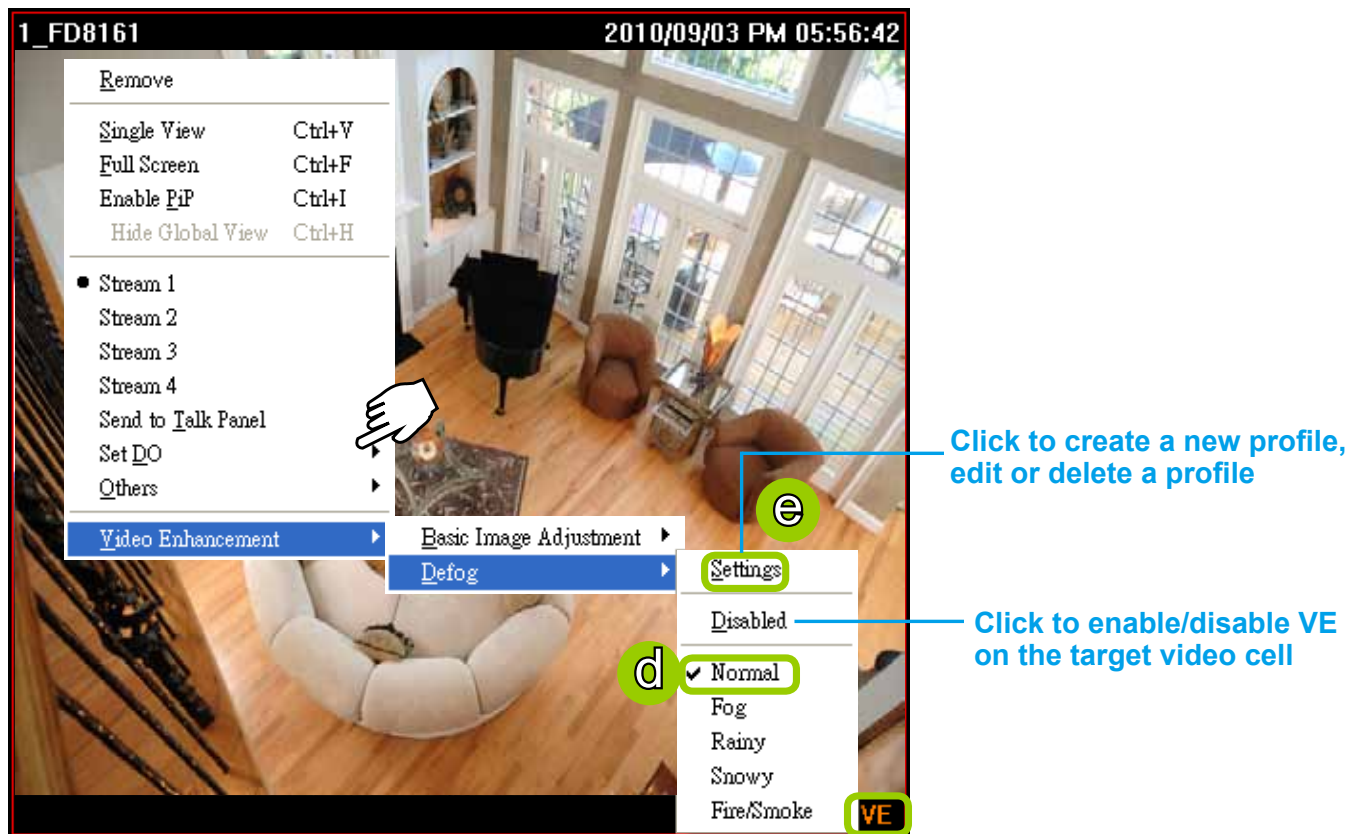 1_FD8161 2010/09/03 PM 05:56:42
Remove
Single View Ctrl+V
Full Screen Ctrl+F
Enable PiP Ctrl+I
Hide Global View Ctrl+H
Stream 1
Stream 2
Stream 3
Stream 4
Send to Talk Panel
Set DO
Others
Video Enhancement
Basic Image Adjustment
Defog
e
Settings
Disabled
d
Normal
Fog
Rainy
Snowy
Fire/Smoke
VE
Click to create a new profile,
edit or delete a profile
Click to enable/disable VE
on the target video cell